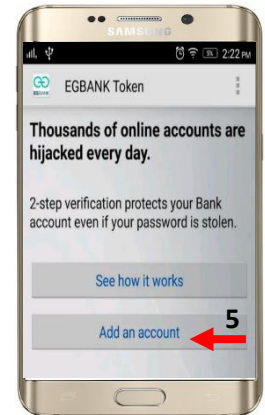 SAMSUNG
2:22 PM
EGBANK EGBANK Token
Thousands of online accounts are
hijacked every day.
2-step verification protects your Bank
account even if your password is stolen.
See how it works
Add an account
5